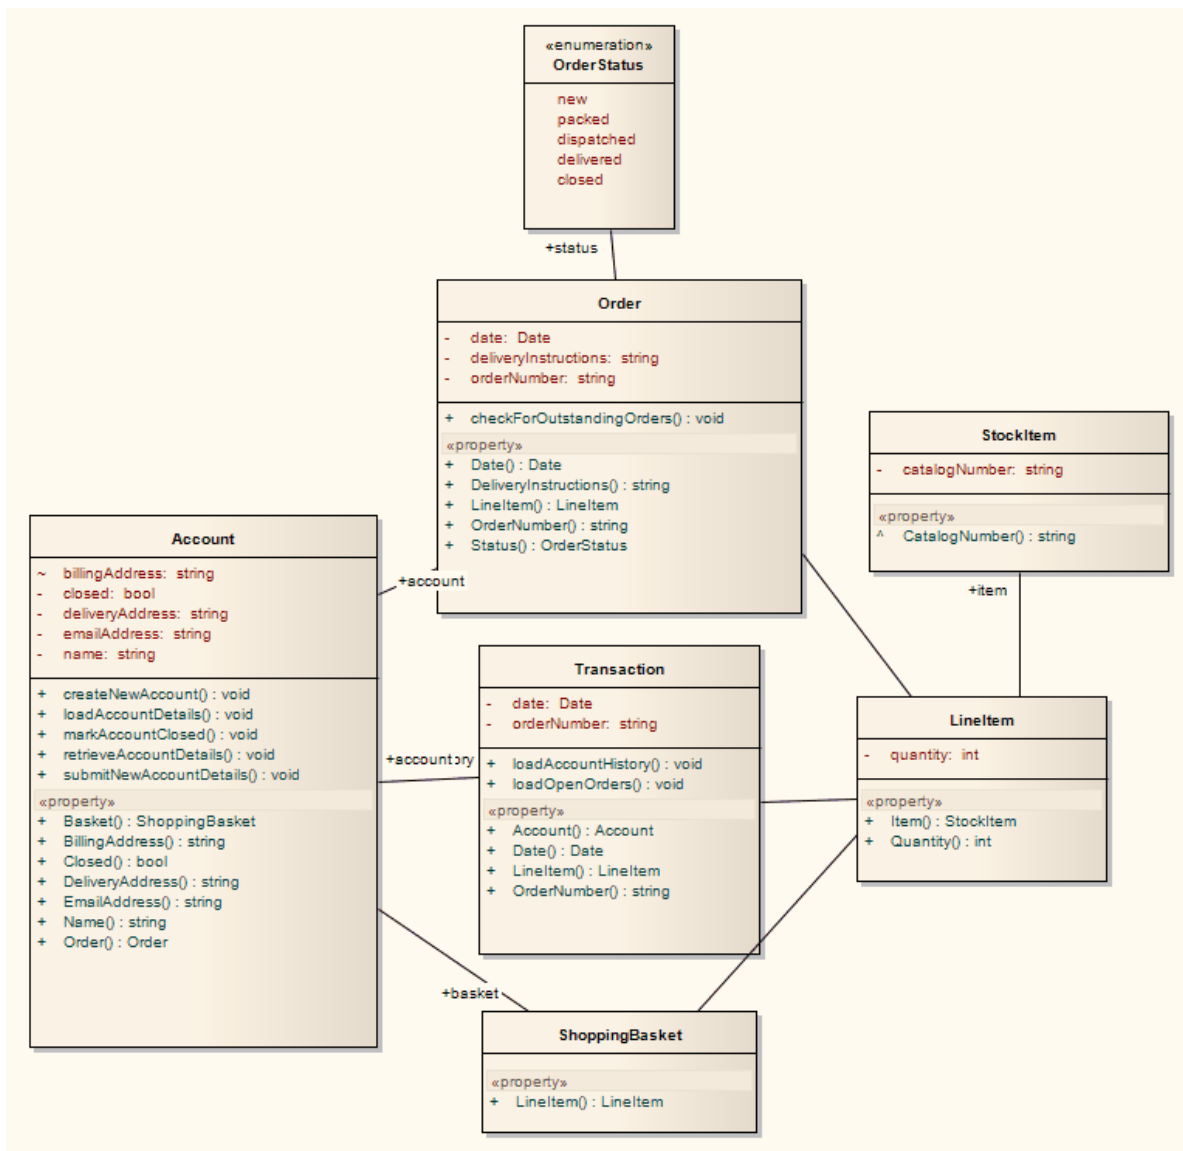 «enumeration»
OrderStatus
new
packed
dispatched
delivered
closed
+status
Order
- date: Date
- deliveryInstructions: string
- orderNumber: string
+ checkForOutstandingOrders() : void
«property»
+ Date() : Date
+ DeliveryInstructions() : string
+ LineItem() : LineItem
+ OrderNumber() : string
+ Status() : OrderStatus
StockItem
- catalogNumber: string
«property»
^ CatalogNumber() : string
+item
Account
~ billingAddress: string
- closed: bool
- deliveryAddress: string
- emailAddress: string
- name: string
+ createNewAccount() : void
+ loadAccountDetails() : void
+ markAccountClosed() : void
+ retrieveAccountDetails() : void
+ submitNewAccountDetails() : void
«property»
+ Basket() : ShoppingBasket
+ BillingAddress() : string
+ Closed() : bool
+ DeliveryAddress() : string
+ EmailAddress() : string
+ Name() : string
+ Order() : Order
+account
Transaction
- date: Date
- orderNumber: string
+ loadAccountHistory() : void
+ loadOpenOrders() : void
«property»
+ Account() : Account
+ Date() : Date
+ LineItem() : LineItem
+ OrderNumber() : string
+account
LineItem
- quantity: int
«property»
+ Item() : StockItem
+ Quantity() : int
+basket
ShoppingBasket
«property»
+ LineItem() : LineItem